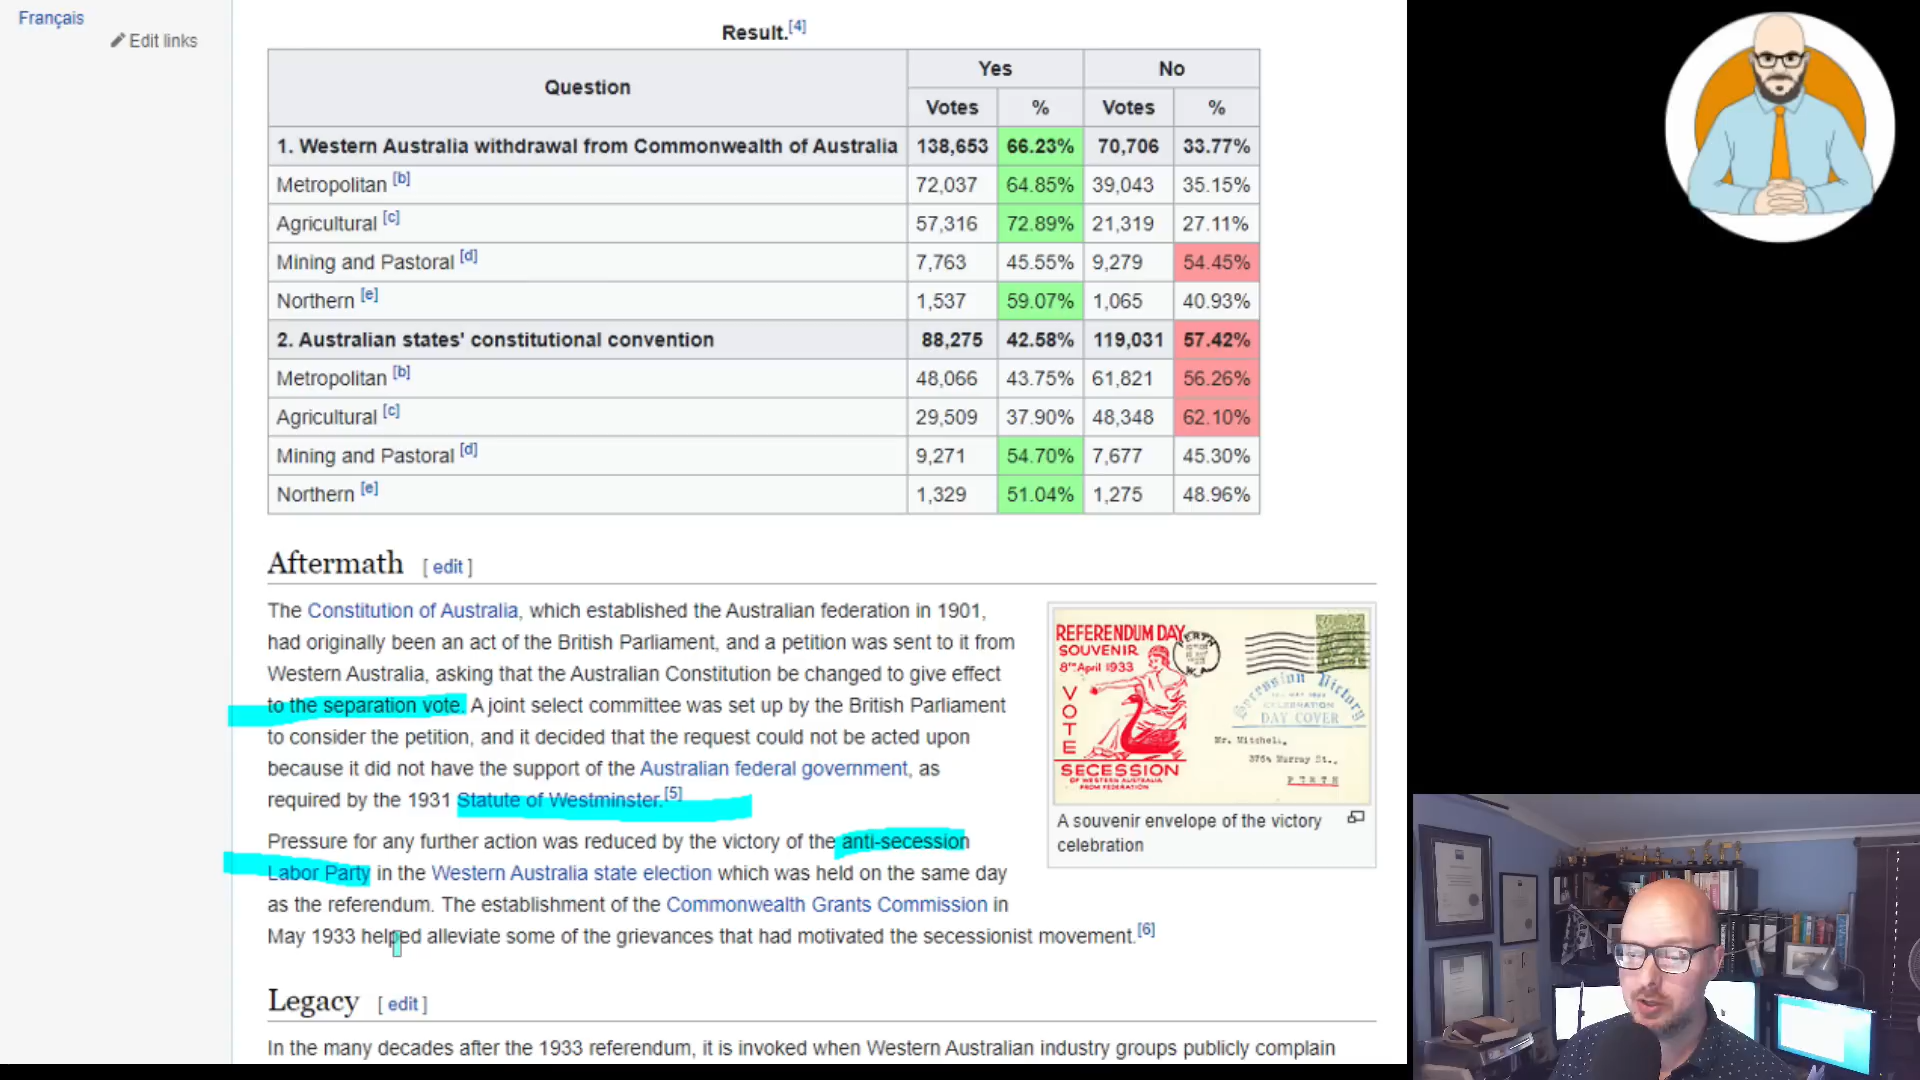 Français
Edit links
Result.[4]
Question
Yes
No
Votes
%
Votes
%
1. Western Australia withdrawal from Commonwealth of Australia 138,653 66.23% 70,706 33.77%
Metropolitan [b] 72,037 64.85% 39,043 35.15%
Agricultural [c] 57,316 72.89% 21,319 27.11%
Mining and Pastoral [d] 7,763 45.55% 9,279 54.45%
Northern [e] 1,537 59.07% 1,065 40.93%
2. Australian states' constitutional convention 88,275 42.58% 119,031 57.42%
Metropolitan [b] 48,066 43.75% 61,821 56.26%
Agricultural [c] 29,509 37.90% 48,348 62.10%
Mining and Pastoral [d] 9,271 54.70% 7,677 45.30%
Northern [e] 1,329 51.04% 1,275 48.96%
Aftermath [ edit ]
The Constitution of Australia, which established the Australian federation in 1901,
had originally been an act of the British Parliament, and a petition was sent to it from
Western Australia, asking that the Australian Constitution be changed to give effect
to the separation vote. A joint select committee was set up by the British Parliament
to consider the petition, and it decided that the request could not be acted upon
because it did not have the support of the Australian federal government, as
required by the 1931 Statute of Westminster.[5]
Pressure for any further action was reduced by the victory of the anti-secession
Labor Party in the Western Australia state election which was held on the same day
as the referendum. The establishment of the Commonwealth Grants Commission in
May 1933 helped alleviate some of the grievances that had motivated the secessionist movement.[6]
REFERENDUM DAY
SOUVENIR
8TH April 1933
VOTE
SECESSION
OF WESTERN AUSTRALIA
FROM FEDERATION
PERTH
W.A.
Secession Victory
CELEBRATION
DAY COVER
Mr. Mitchell,
Murray St.,
PERTH
A souvenir envelope of the victory
celebration
Legacy [ edit ]
In the many decades after the 1933 referendum, it is invoked when Western Australian industry groups publicly complain